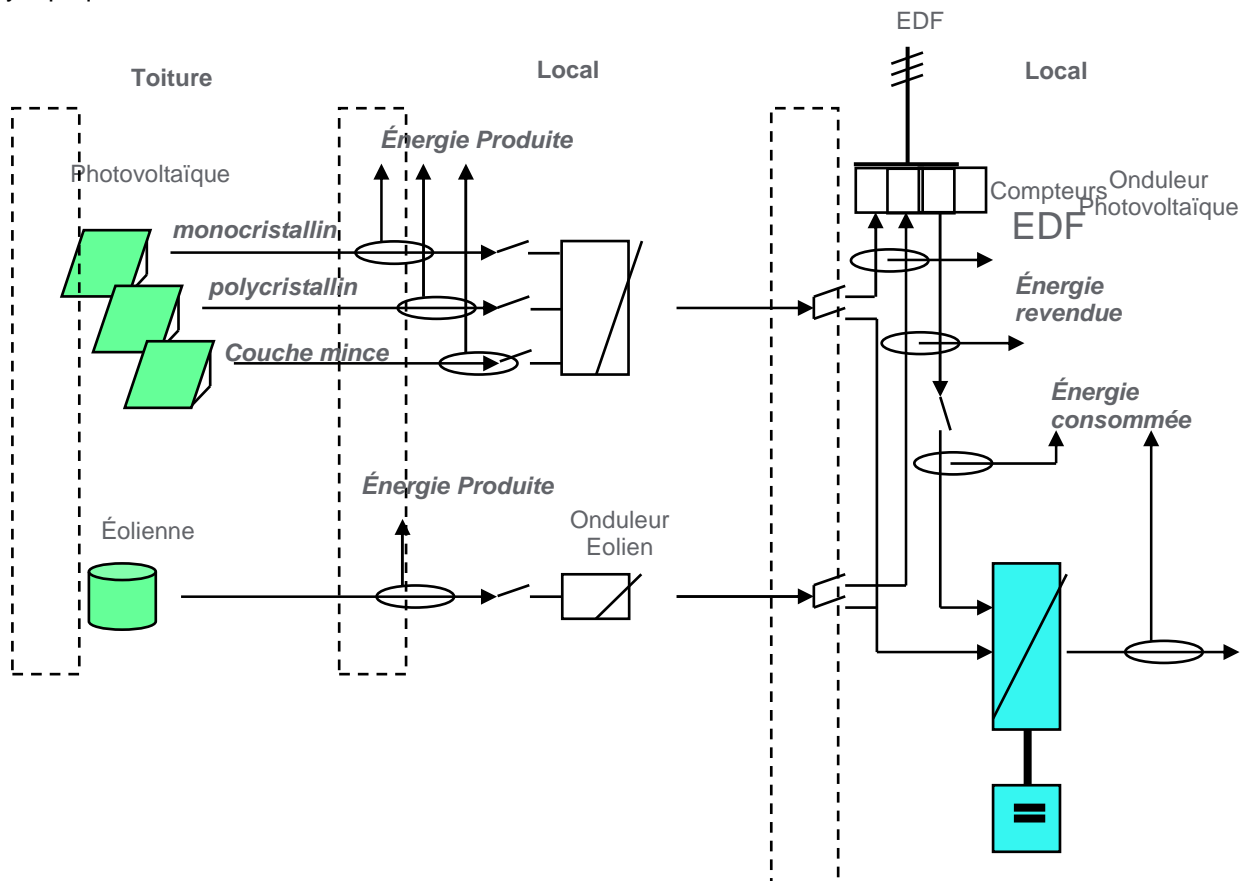 EDF
Toiture
Local
Local
Énergie Produite
Photovoltaïque
Compteurs
EDF
Onduleur
Photovoltaïque
monocristallin
polycristallin
Couche mince
Énergie
revendue
Énergie
consommée
Énergie Produite
Éolienne
Onduleur
Eolien